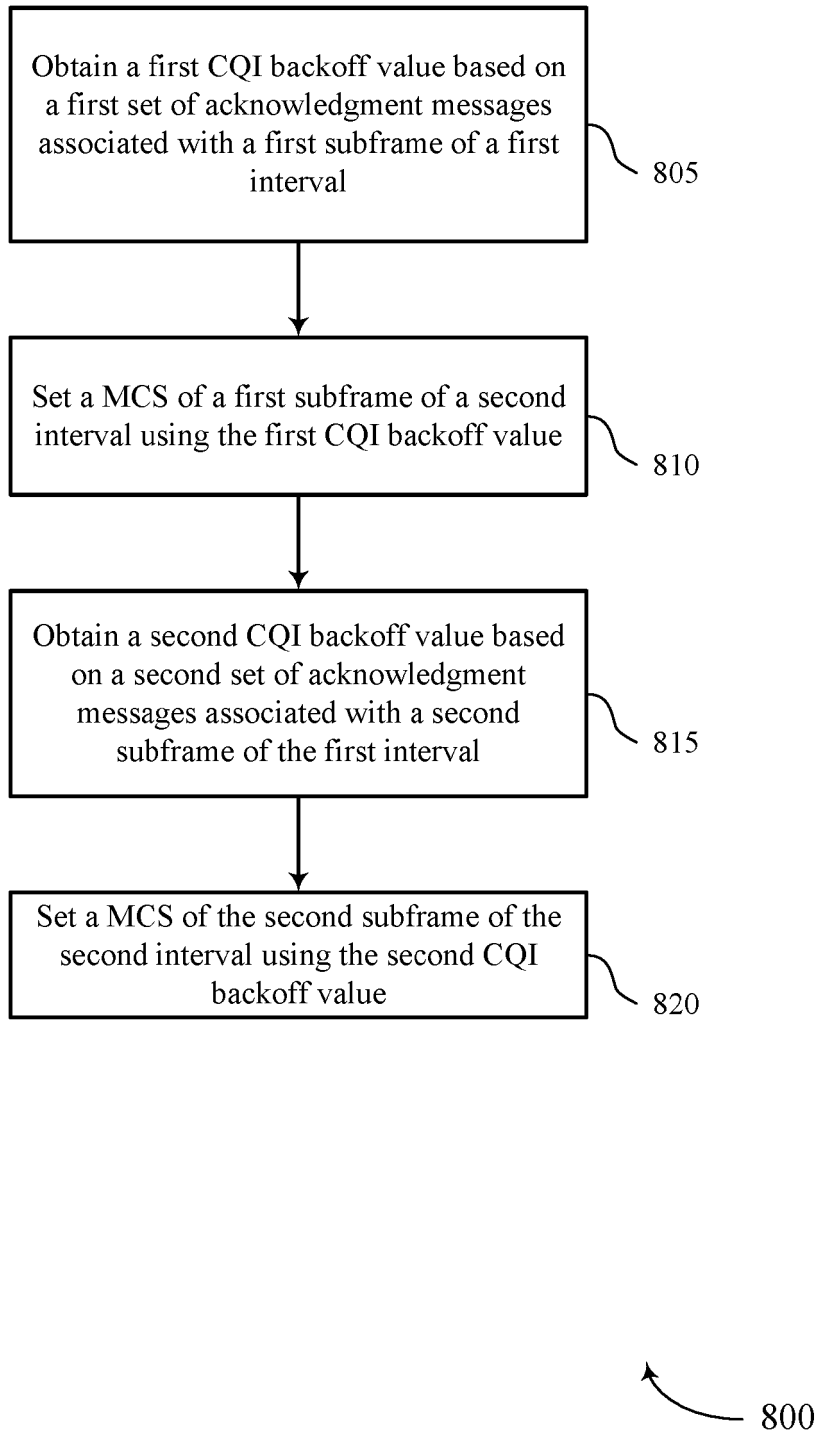 Obtain a first CQI backoff value based on
a first set of acknowledgment messages
associated with a first subframe of a first
interval
805
Set a MCS of a first subframe of a second
interval using the first CQI backoff value
810
Obtain a second CQI backoff value based
on a second set of acknowledgment
messages associated with a second
subframe of the first interval
815
Set a MCS of the second subframe of the
second interval using the second CQI
backoff value
820
800